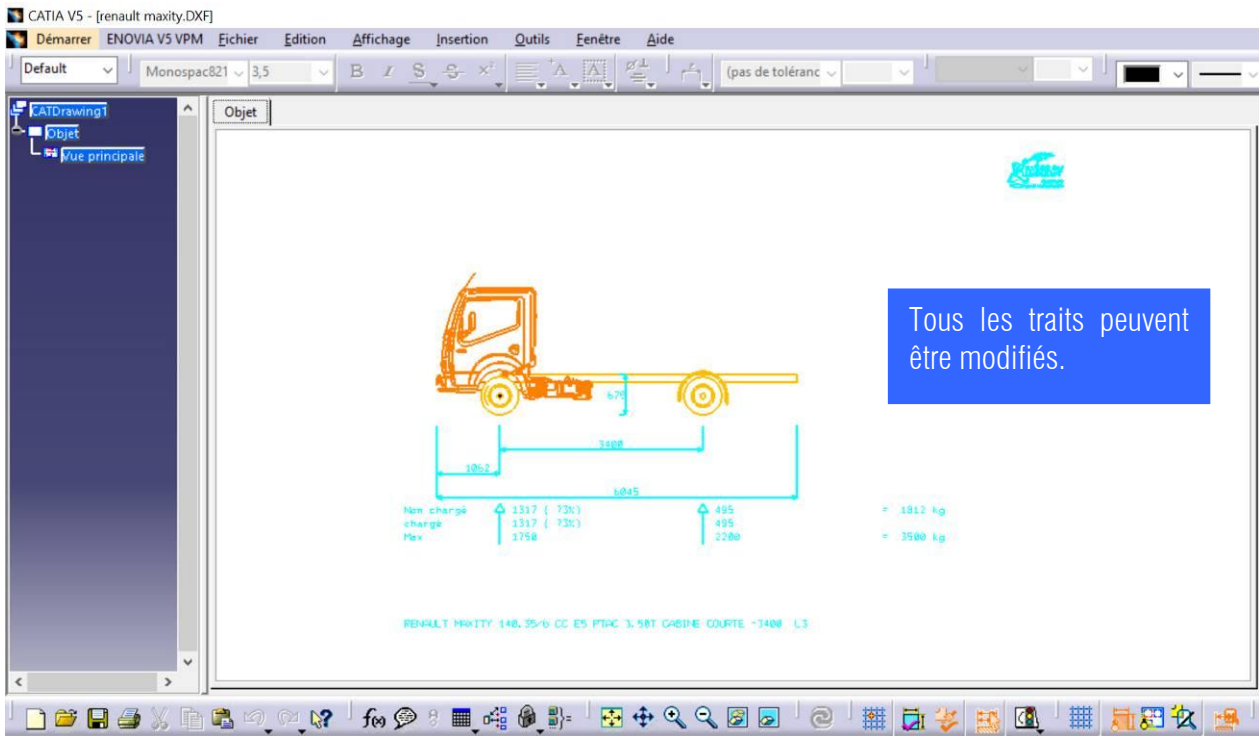 CATIA V5 - [renault maxity.DXF]
Démarrer ENOVIA V5 VPM Fichier Edition Affichage Insertion Outils Fenêtre Aide
Default Monospac821 3,5 B I S S x² A A (pas de toléranc
CATDrawing1
Objet
Vue principale
Objet
Tous les traits peuvent
être modifiés.
675
3400
1062
6045
Non chargé 1317 ( 73%) 495 = 1812 kg
chargé 1317 ( 73%) 495
Max 1750 2200 = 3500 kg
RENAULT MAXITY 140.35/6 CC E5 PTAC 3.50T CABINE COURTE -3400 L3
f(x)